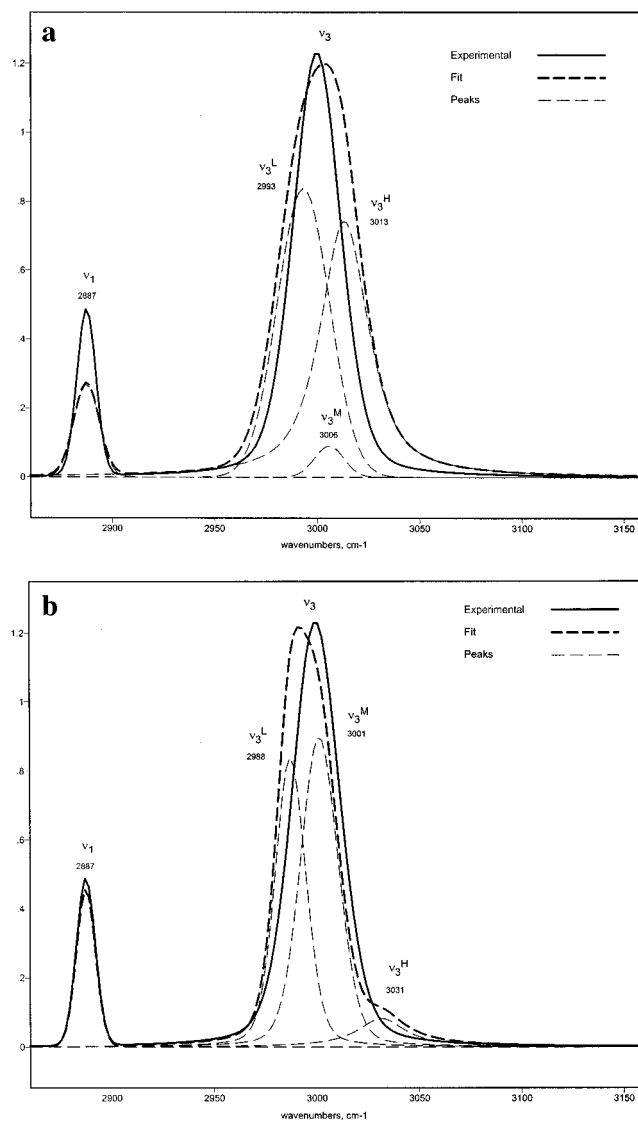 a
ν3
Experimental
Fit
Peaks
1.2
1
.8
.6
.4
.2
0
ν3L
2993
ν3H
3013
ν1
2887
ν3M
3006
2900 2950 3000 3050 3100 3150
wavenumbers, cm-1
b
ν3
Experimental
Fit
Peaks
1.2
1
.8
.6
.4
.2
0
ν3M
3001
ν3L
2988
ν1
2887
ν3H
3031
2900 2950 3000 3050 3100 3150
wavenumbers, cm-1